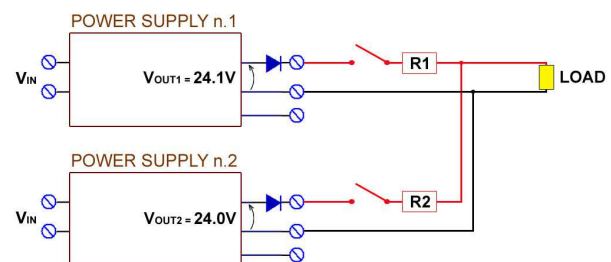 POWER SUPPLY n.1
VIN
VOUT1 = 24.1V
R1
LOAD
POWER SUPPLY n.2
VIN
VOUT2 = 24.0V
R2